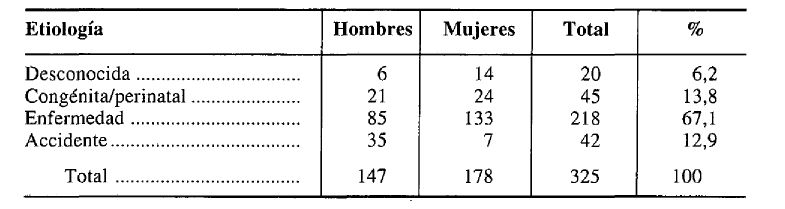 Etiología Hombres Mujeres Total %
Desconocida ................................ 6 14 20 6,2
Congénita/perinatal ..................... 21 24 45 13,8
Enfermedad ................................. 85 133 218 67,1
Accidente..................................... 35 7 42 12,9
Total .................................... 147 178 325 100